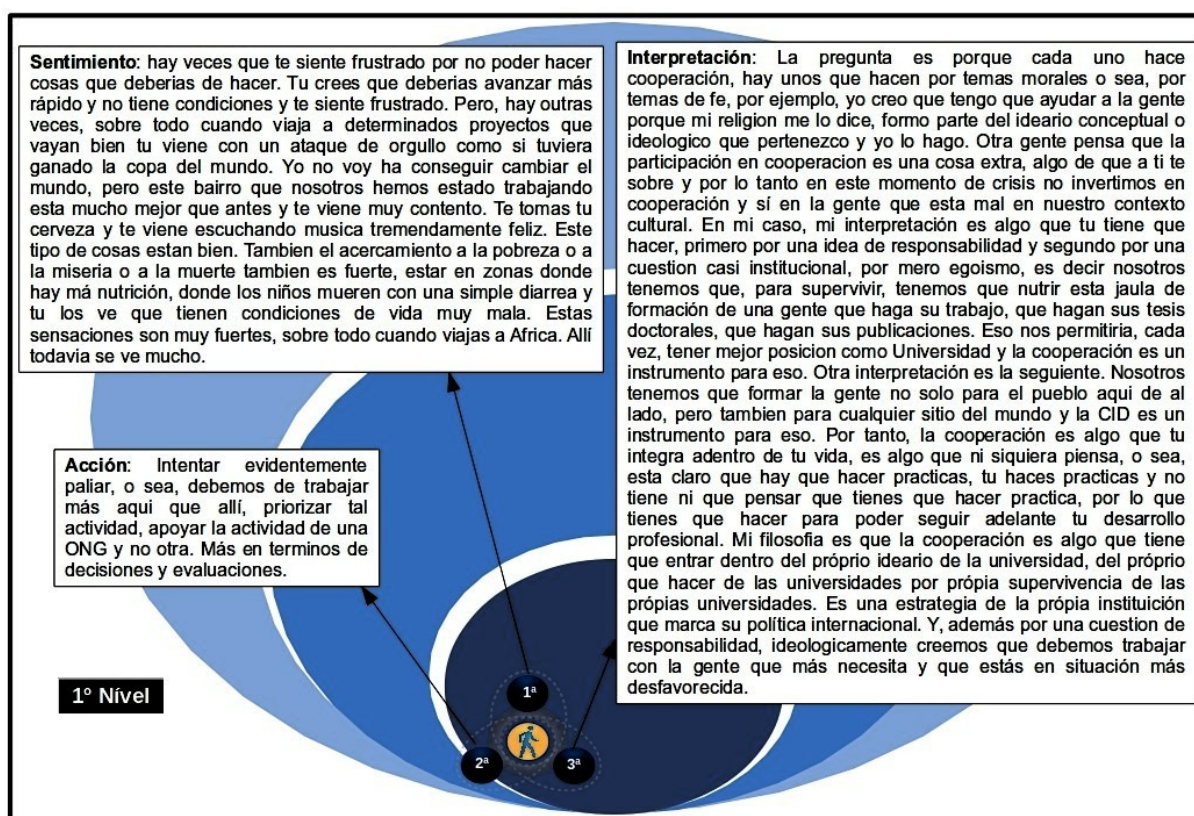 Sentimiento: hay veces que te siente frustrado por no poder hacer
cosas que deberias de hacer. Tu crees que deberias avanzar más
rápido y no tiene condiciones y te siente frustrado. Pero, hay outras
veces, sobre todo cuando viaja a determinados proyectos que
vayan bien tu viene con un ataque de orgullo como si tuviera
ganado la copa del mundo. Yo no voy ha conseguir cambiar el
mundo, pero este bairro que nosotros hemos estado trabajando
esta mucho mejor que antes y te viene muy contento. Te tomas tu
cerveza y te viene escuchando musica tremendamente feliz. Este
tipo de cosas estan bien. Tambien el acercamiento a la pobreza o a
la miseria o a la muerte tambien es fuerte, estar en zonas donde
hay má nutrición, donde los niños mueren con una simple diarrea y
tu los ve que tienen condiciones de vida muy mala. Estas
sensaciones son muy fuertes, sobre todo cuando viajas a Africa. Allí
todavia se ve mucho.
Interpretación: La pregunta es porque cada uno hace
cooperación, hay unos que hacen por temas morales o sea, por
temas de fe, por ejemplo, yo creo que tengo que ayudar a la gente
porque mi religion me lo dice, formo parte del ideario conceptual o
ideologico que pertenezco y yo lo hago. Otra gente pensa que la
participación en cooperacion es una cosa extra, algo de que a ti te
sobre y por lo tanto en este momento de crisis no invertimos en
cooperación y sí en la gente que esta mal en nuestro contexto
cultural. En mi caso, mi interpretación es algo que tu tiene que
hacer, primero por una idea de responsabilidad y segundo por una
cuestion casi institucional, por mero egoismo, es decir nosotros
tenemos que, para supervivir, tenemos que nutrir esta jaula de
formación de una gente que haga su trabajo, que hagan sus tesis
doctorales, que hagan sus publicaciones. Eso nos permitiria, cada
vez, tener mejor posicion como Universidad y la cooperación es un
instrumento para eso. Otra interpretación es la seguiente. Nosotros
tenemos que formar la gente no solo para el pueblo aqui de al
lado, pero tambien para cualquier sitio del mundo y la CID es un
instrumento para eso. Por tanto, la cooperación es algo que tu
integra adentro de tu vida, es algo que ni siquiera piensa, o sea,
esta claro que hay que hacer practicas, tu haces practicas y no
tiene ni que pensar que tienes que hacer practica, por lo que
tienes que hacer para poder seguir adelante tu desarrollo
profesional. Mi filosofia es que la cooperación es algo que tiene
que entrar dentro del próprio ideario de la universidad, del próprio
que hacer de las universidades por própia supervivencia de las
própias universidades. Es una estrategia de la própia instituición
que marca su política internacional. Y, además por una cuestion de
responsabilidad, ideologicamente creemos que debemos trabajar
con la gente que más necesita y que estás en situación más
desfavorecida.
Acción: Intentar evidentemente
paliar, o sea, debemos de trabajar
más aqui que allí, priorizar tal
actividad, apoyar la actividad de una
ONG y no otra. Más en terminos de
decisiones y evaluaciones.
1º Nível
1ª
2ª
3ª